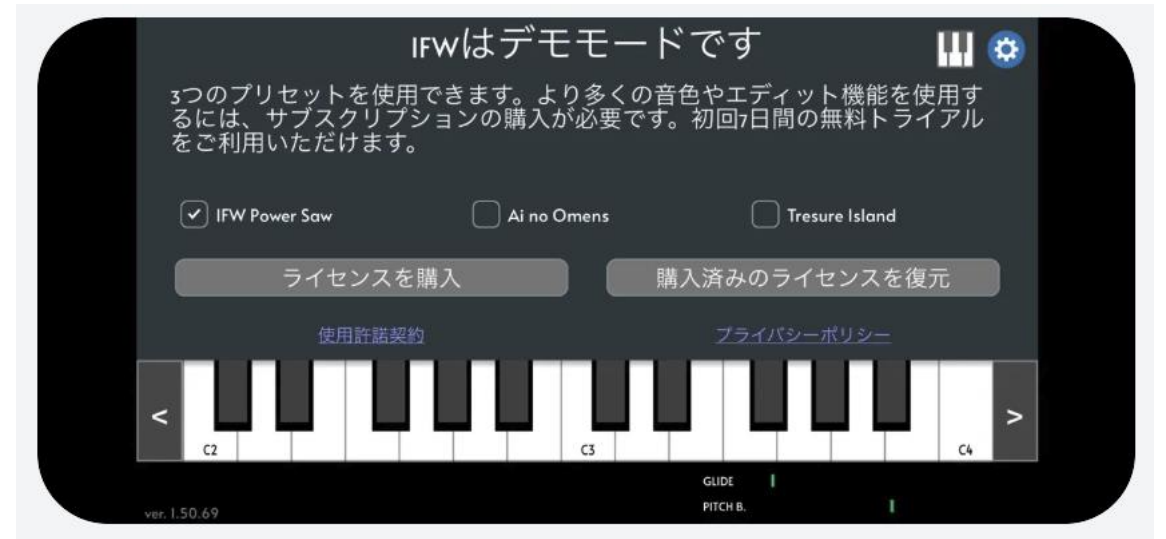 IFWはデモモードです
3つのプリセットを使用できます。より多くの音色やエディット機能を使用す
るには、サブスクリプションの購入が必要です。初回7日間の無料トライアル
をご利用いただけます。
IFW Power Saw
Ai no Omens
Tresure Island
ライセンスを購入
購入済みのライセンスを復元
使用許諾契約
プライバシーポリシー
<
>
C2
C3
C4
GLIDE
PITCH B.
ver. 1.50.69